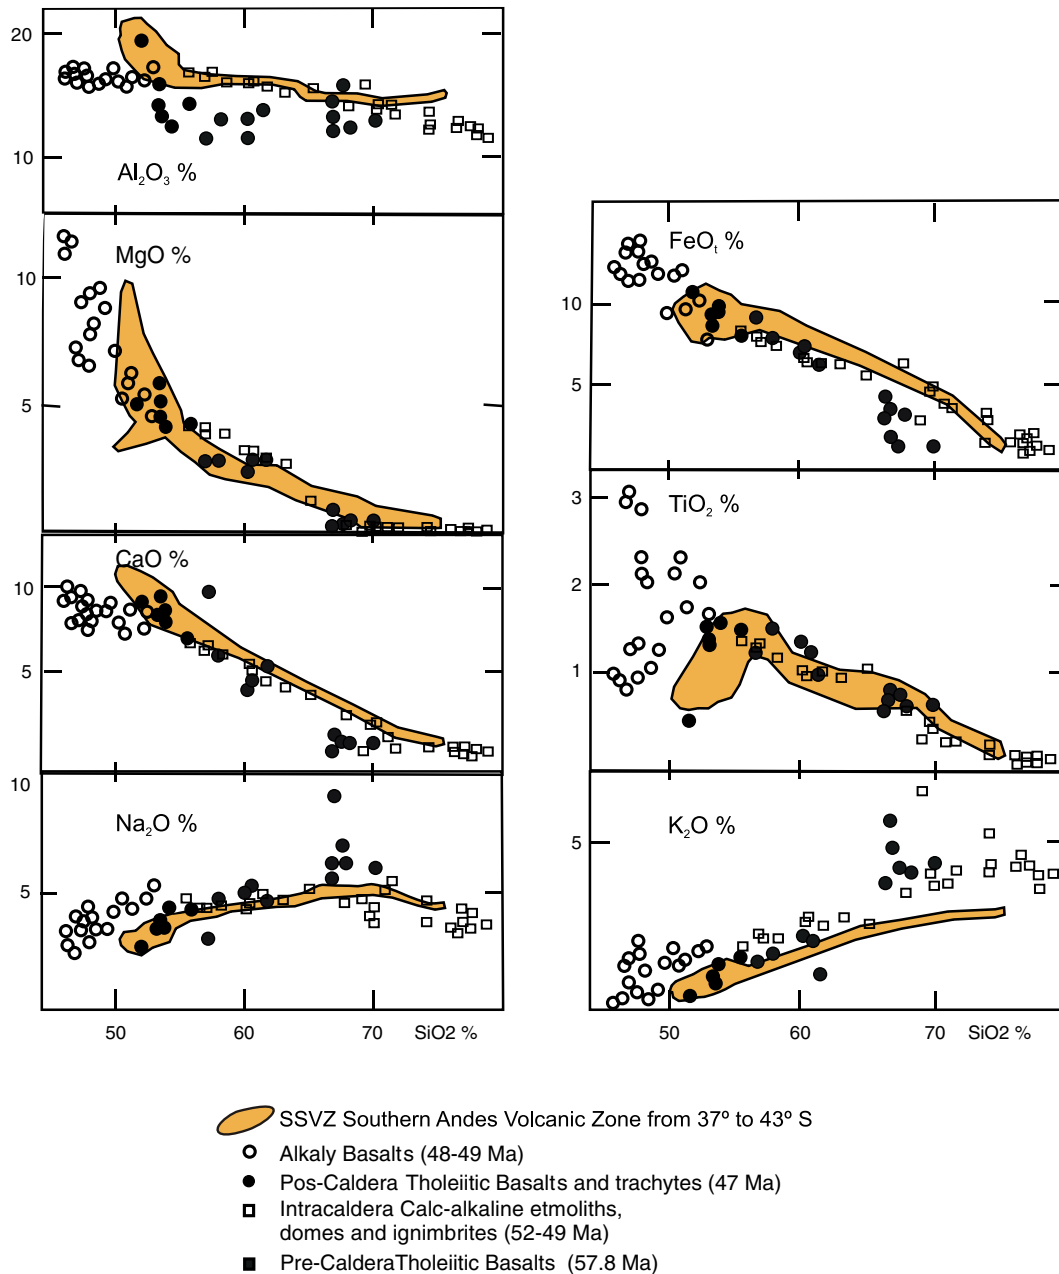 20
10
Al2O3 %
MgO %
10
5
FeOt %
10
5
CaO %
10
5
TiO2 %
3
2
1
10
Na2O %
5
K2O %
5
50 60 70 SiO2 %
50 60 70 SiO2 %
SSVZ Southern Andes Volcanic Zone from 37º to 43º S
Alkaly Basalts (48-49 Ma)
Pos-Caldera Tholeiitic Basalts and trachytes (47 Ma)
Intracaldera Calc-alkaline etmoliths,
domes and ignimbrites (52-49 Ma)
Pre-CalderaTholeiitic Basalts (57.8 Ma)